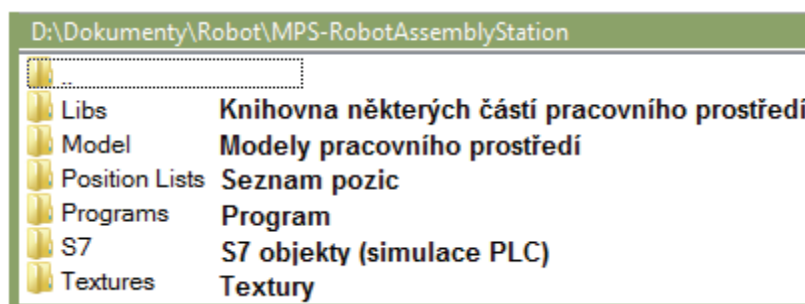 D:\Dokumenty\Robot\MPS-RobotAssemblyStation
..
Libs Knihovna některých částí pracovního prostředí
Model Modely pracovního prostředí
Position Lists Seznam pozic
Programs Program
S7 S7 objekty (simulace PLC)
Textures Textury